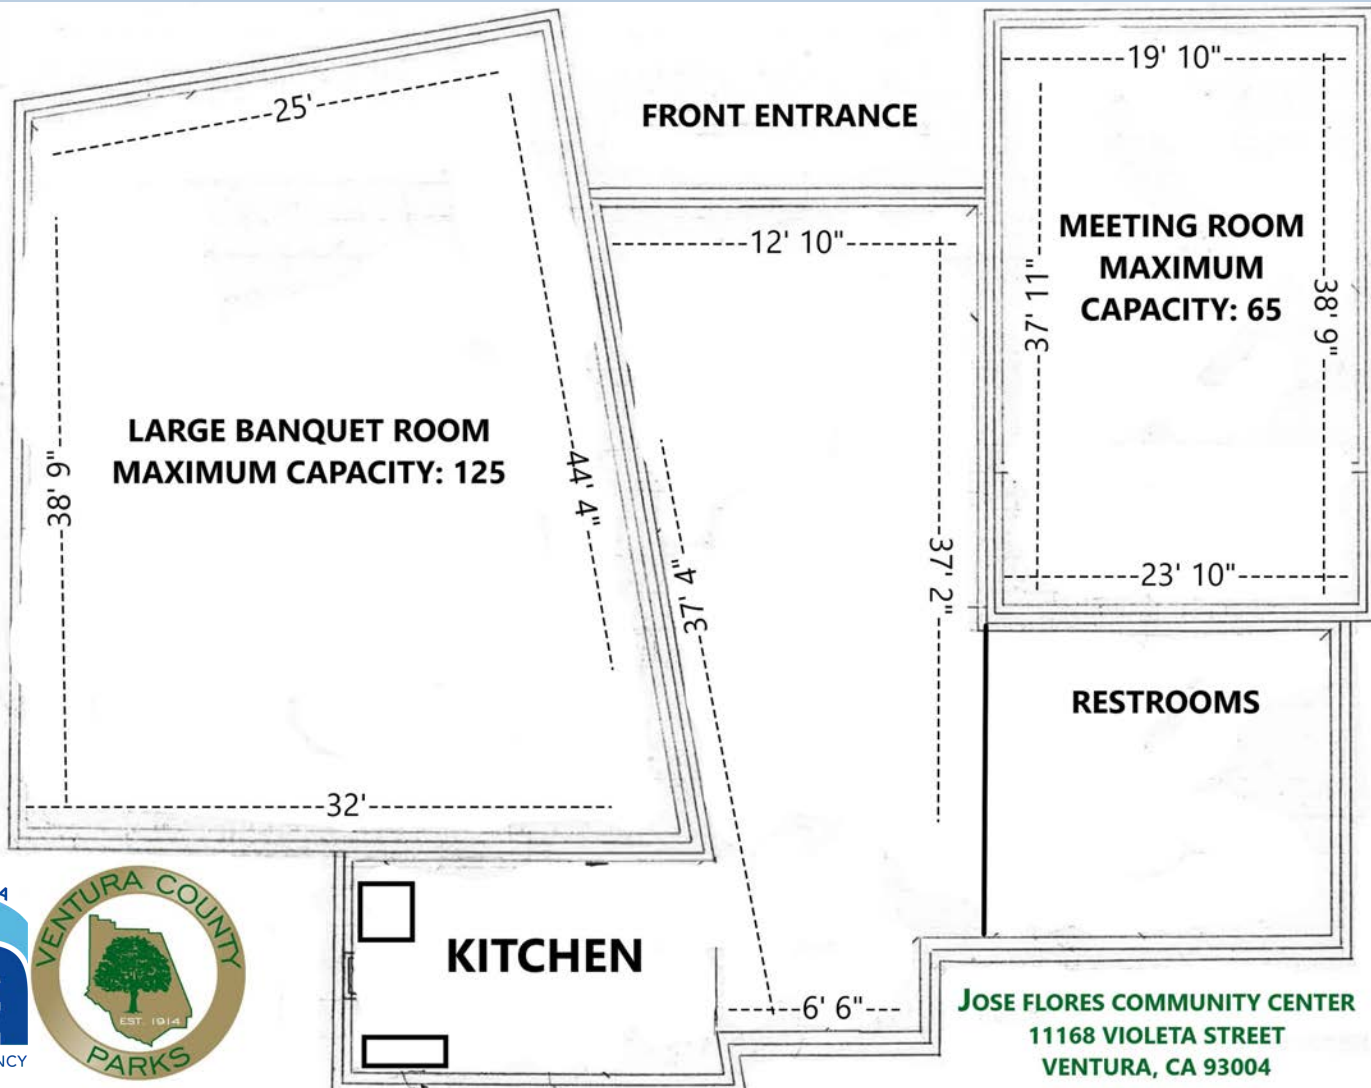 FRONT ENTRANCE
25'
19' 10"
12' 10"
MEETING ROOM
MAXIMUM
CAPACITY: 65
37' 11"
38' 9"
LARGE BANQUET ROOM
MAXIMUM CAPACITY: 125
38' 9"
44' 4"
37' 4"
37' 2"
23' 10"
RESTROOMS
32'
KITCHEN
6' 6"
VENTURA COUNTY
EST. 1914
PARKS
JOSE FLORES COMMUNITY CENTER
11168 VIOLETA STREET
VENTURA, CA 93004